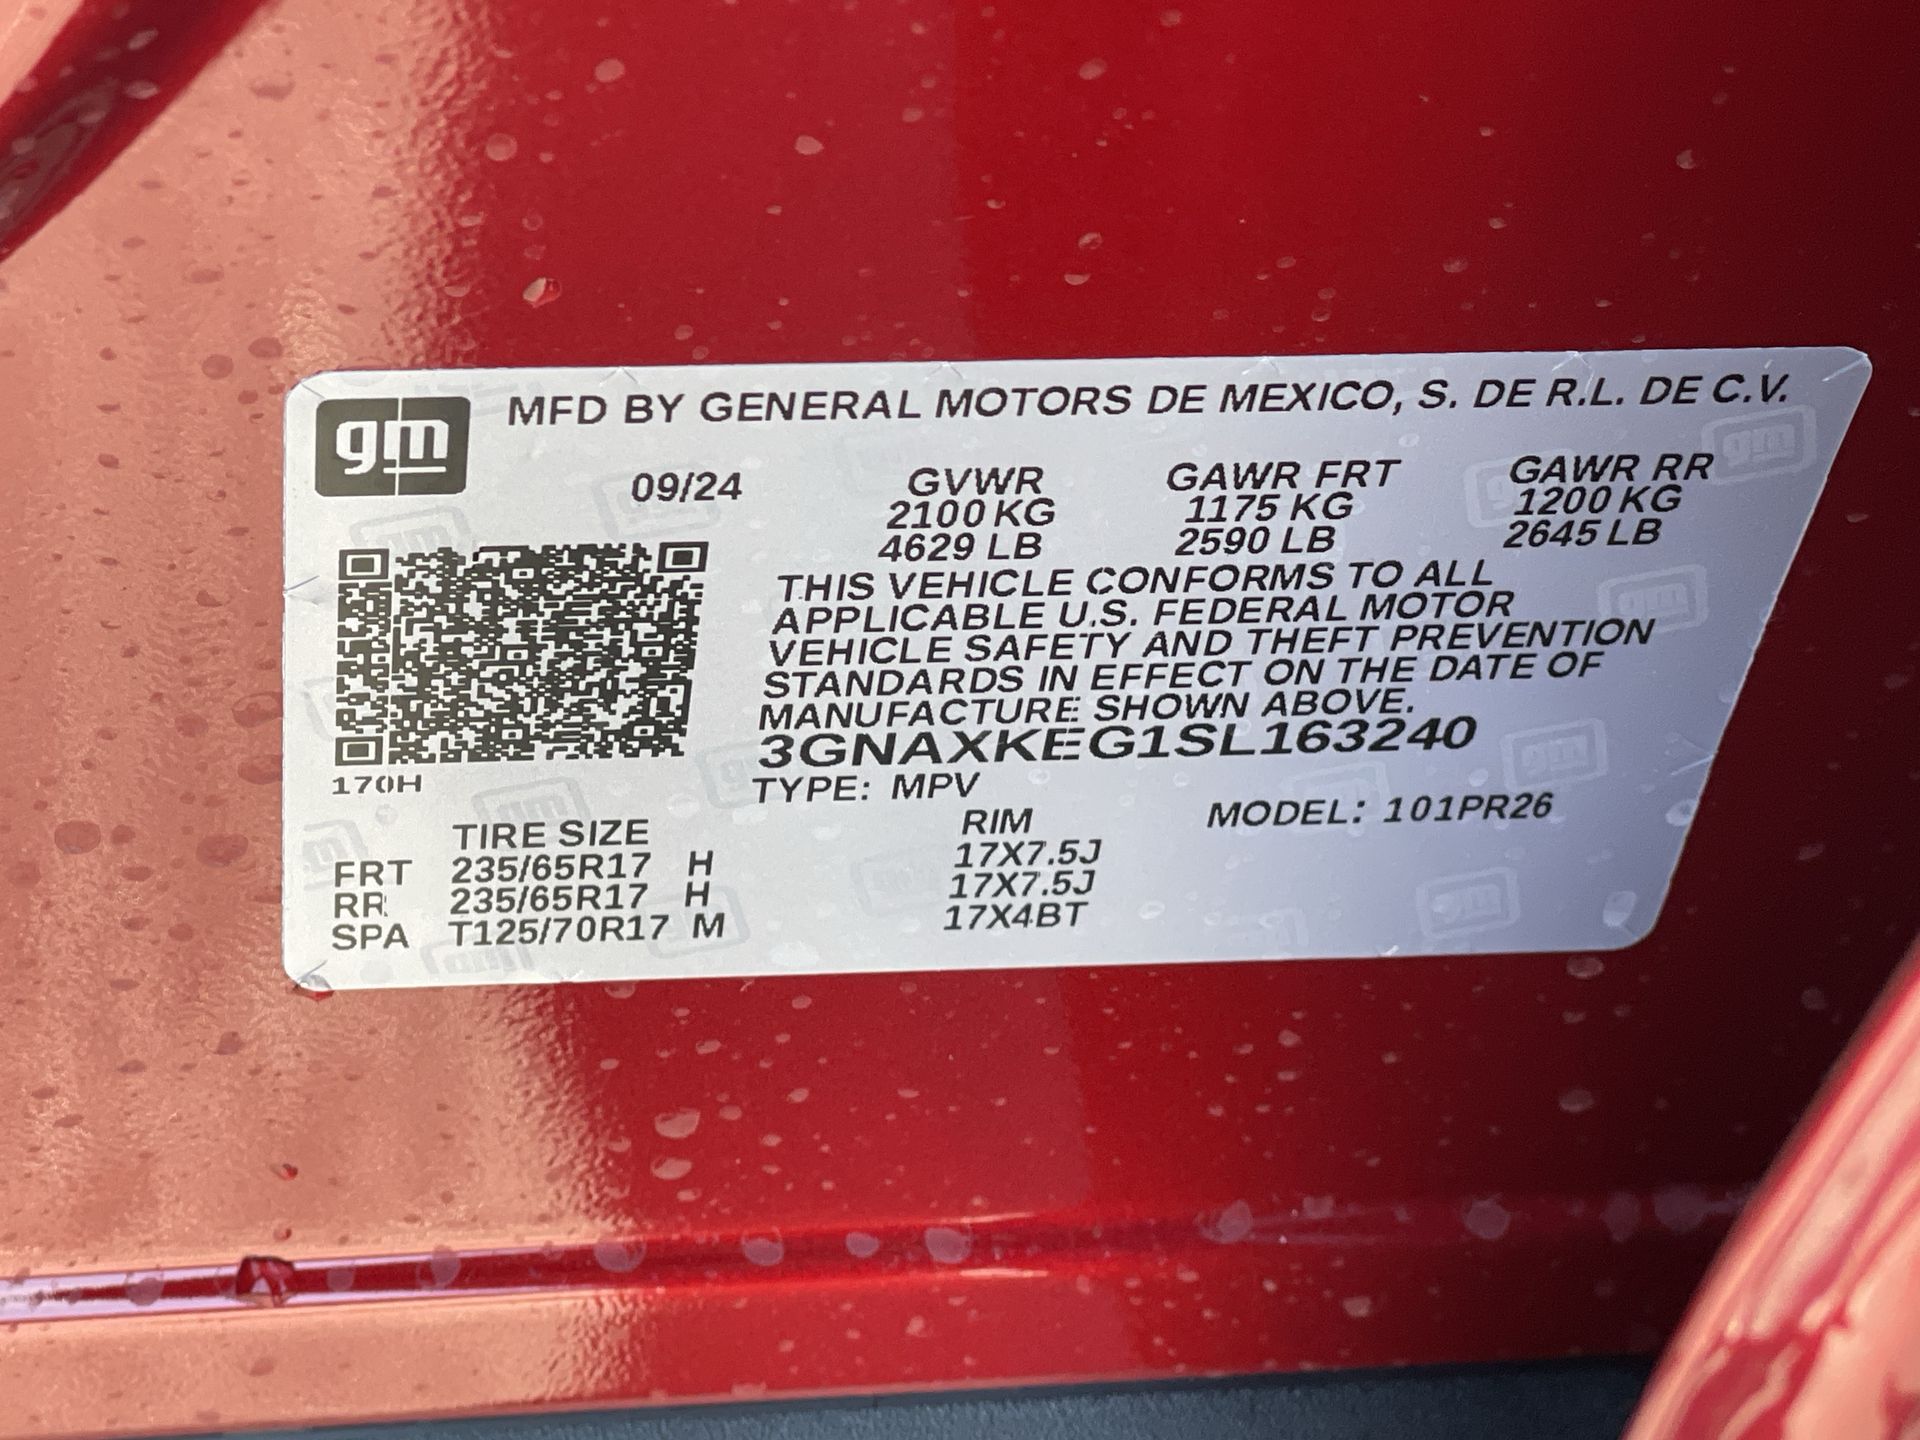 gm
MFD BY GENERAL MOTORS DE MEXICO, S. DE R.L. DE C.V.
09/24 GVWR GAWR FRT GAWR RR
2100 KG 1175 KG 1200 KG
4629 LB 2590 LB 2645 LB
THIS VEHICLE CONFORMS TO ALL
APPLICABLE U.S. FEDERAL MOTOR
VEHICLE SAFETY AND THEFT PREVENTION
STANDARDS IN EFFECT ON THE DATE OF
MANUFACTURE SHOWN ABOVE.
3GNAXKEG1SL163240
170H
TYPE: MPV
MODEL: 101PR26
TIRE SIZE RIM
FRT 235/65R17 H 17X7.5J
RR 235/65R17 H 17X7.5J
SPA T125/70R17 M 17X4BT